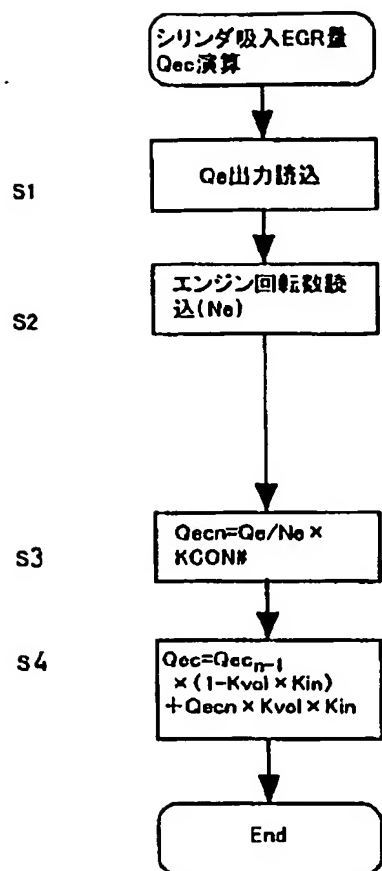 シリンダ吸入EGR量
Qec演算
S1
Qe出力読込
S2
エンジン回転数読
込(Ne)
S3
Qecn=Qe/Ne×
KCON#
S4
Qec=Qecn-1
×(1-Kvol×Kin)
+Qecn×Kvol×Kin
End